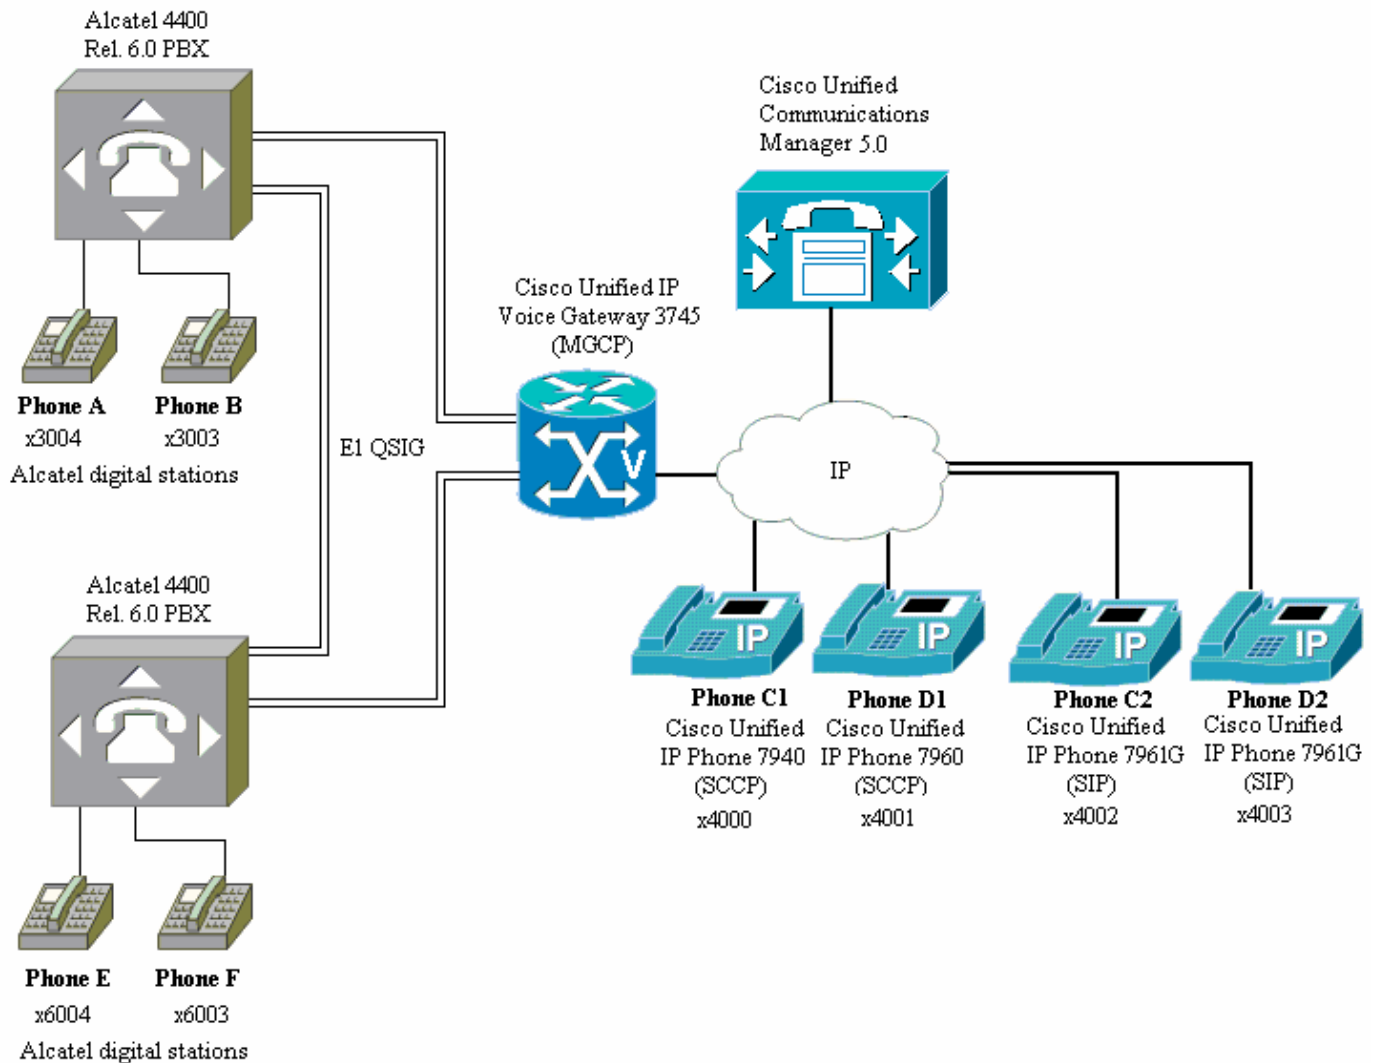 Alcatel 4400
Rel. 6.0 PBX
Cisco Unified
Communications
Manager 5.0
Cisco Unified IP
Voice Gateway 3745
(MGCP)
Phone A
x3004
Phone B
x3003
Alcatel digital stations
E1 QSIG
V
IP
Alcatel 4400
Rel. 6.0 PBX
IP
Phone C1
Cisco Unified
IP Phone 7940
(SCCP)
x4000
IP
Phone D1
Cisco Unified
IP Phone 7960
(SCCP)
x4001
IP
Phone C2
Cisco Unified
IP Phone 7961G
(SIP)
x4002
IP
Phone D2
Cisco Unified
IP Phone 7961G
(SIP)
x4003
Phone E
x6004
Phone F
x6003
Alcatel digital stations